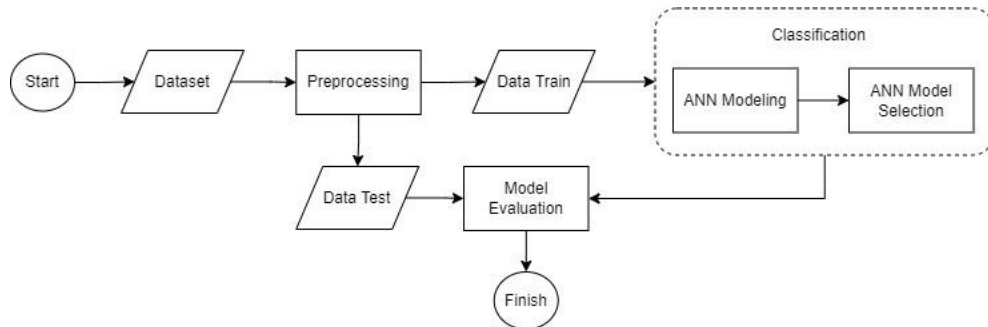 Classification
Start
Dataset
Preprocessing
Data Train
ANN Modeling
ANN Model
Selection
Data Test
Model
Evaluation
Finish